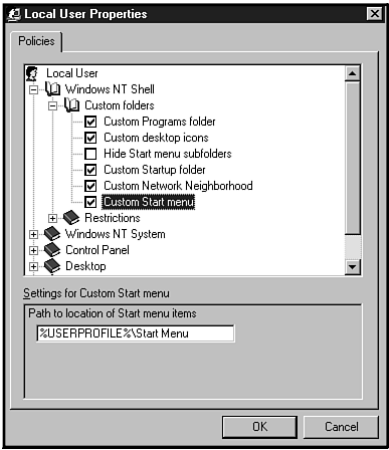 Local User Properties
Policies
Local User
Windows NT Shell
Custom folders
Custom Programs folder
Custom desktop icons
Hide Start menu subfolders
Custom Startup folder
Custom Network Neighborhood
Custom Start menu
Restrictions
Windows NT System
Control Panel
Desktop
Settings for Custom Start menu
Path to location of Start menu items
%USERPROFILE%\Start Menu
OK Cancel